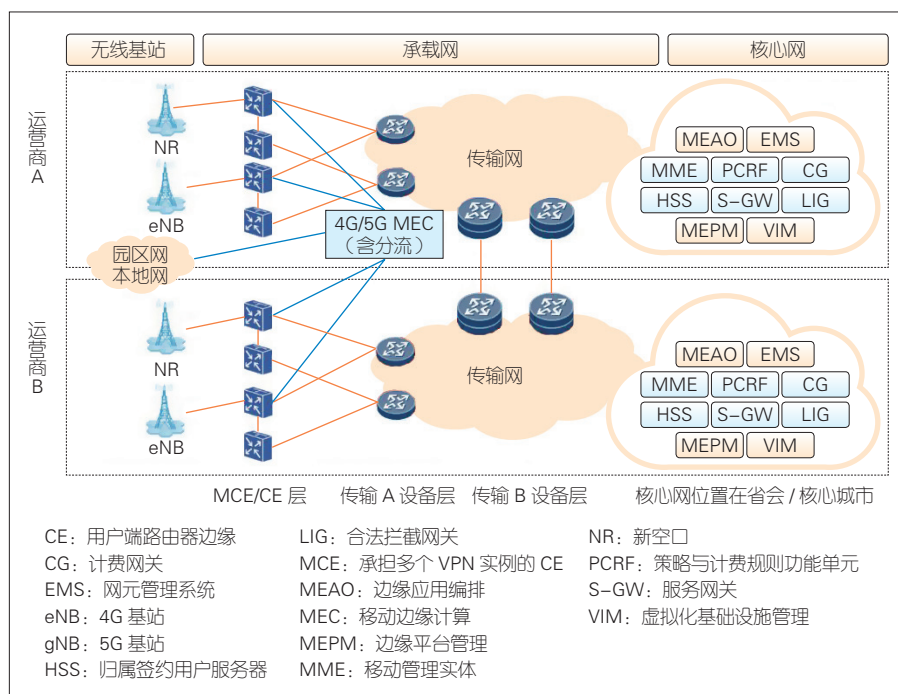 无线基站 承载网 核心网
运营商A
NR
eNB
传输网
4G/5G MEC
（含分流）
MEAO EMS
MME PCRF CG
HSS S-GW LIG
MEPM VIM
园区网
本地网
运营商B
NR
eNB
传输网
MEAO EMS
MME PCRF CG
HSS S-GW LIG
MEPM VIM
MCE/CE 层 传输 A 设备层 传输 B 设备层 核心网位置在省会 / 核心城市
CE：用户端路由器边缘
CG：计费网关
EMS：网元管理系统
eNB：4G 基站
gNB：5G 基站
HSS：归属签约用户服务器
LIG：合法拦截网关
MCE：承担多个 VPN 实例的 CE
MEAO：边缘应用编排
MEC：移动边缘计算
MEPM：边缘平台管理
MME：移动管理实体
NR：新空口
PCRF：策略与计费规则功能单元
S-GW：服务网关
VIM：虚拟化基础设施管理